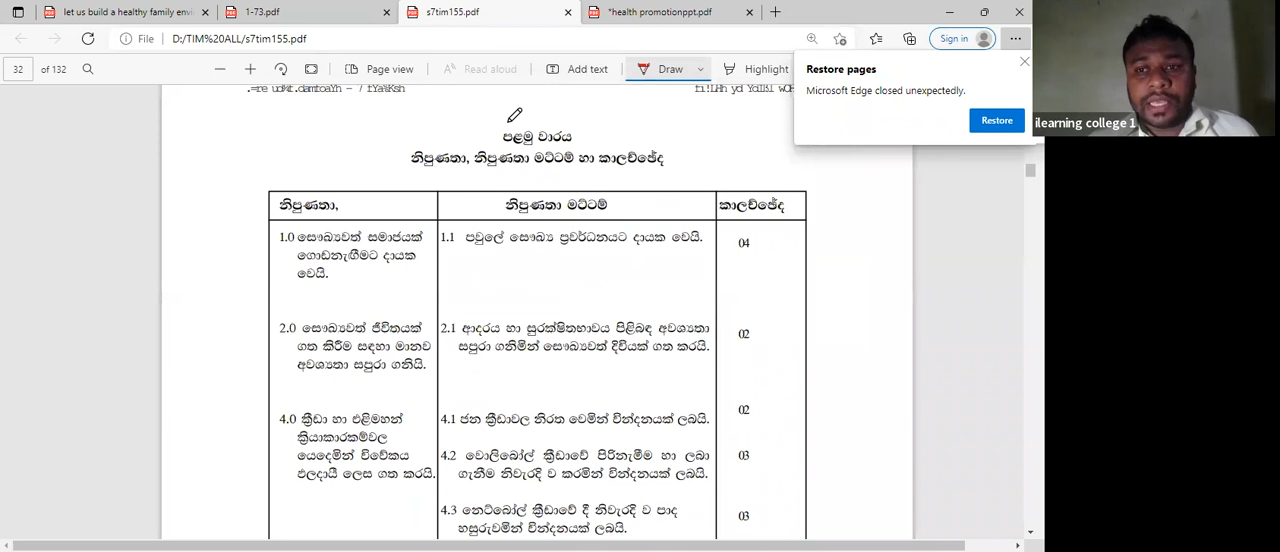 let us build a healthy family envi
1-73.pdf
s7tim155.pdf
*health promotionppt.pdf
File
D:/TIM%20ALL/s7tim155.pdf
Sign in
32 of 132
Page view
Read aloud
Add text
Draw
Highlight
Restore pages
Microsoft Edge closed unexpectedly.
Restore
ilearning college 1
පළමු වාරය
නිපුණතා, නිපුණතා මට්ටම් හා කාලච්ඡේද
නිපුණතා,
නිපුණතා මට්ටම්
කාලච්ඡේද
1.0 සෞඛ්‍යවත් සමාජයක්
ගොඩනැඟීමට දායක
වෙයි.
1.1 පවුලේ සෞඛ්‍ය ප්‍රවර්ධනයට දායක වෙයි.
04
2.0 සෞඛ්‍යවත් ජීවිතයක්
ගත කිරීම සඳහා මානව
අවශ්‍යතා සපුරා ගනියි.
2.1 ආදරය හා සුරක්ෂිතභාවය පිළිබඳ අවශ්‍යතා
සපුරා ගනිමින් සෞඛ්‍යවත් දිවියක් ගත කරයි.
02
4.0 ක්‍රීඩා හා එළිමහන්
ක්‍රියාකාරකම්වල
යෙදෙමින් විවේකය
ඵලදායී ලෙස ගත කරයි.
4.1 ජන ක්‍රීඩාවල නිරත වෙමින් වින්දනයක් ලබයි.
02
4.2 වොලිබෝල් ක්‍රීඩාවේ පිරිනැමීම හා ලබා
ගැනීම නිවැරදි ව කරමින් වින්දනයක් ලබයි.
03
4.3 නෙට්බෝල් ක්‍රීඩාවේ දී නිවැරදි ව පාද
හසුරුවමින් වින්දනයක් ලබයි.
03